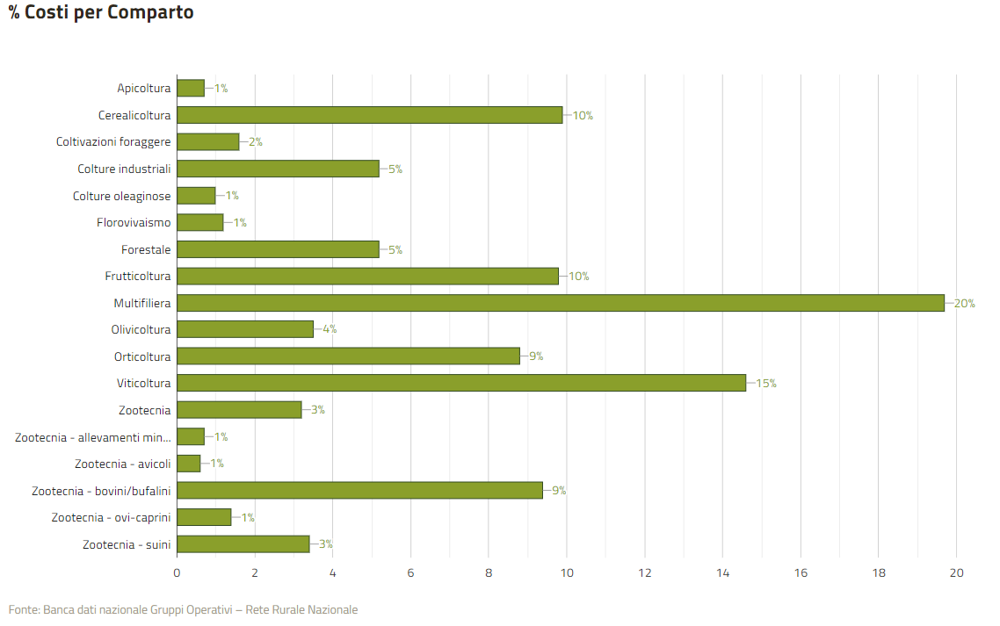 % Costi per Comparto
Apicoltura 1%
Cerealicoltura 10%
Coltivazioni foraggere 2%
Colture industriali 5%
Colture oleaginose 1%
Florovivaismo 1%
Forestale 5%
Frutticoltura 10%
Multifiliera 20%
Olivicoltura 4%
Orticoltura 9%
Viticoltura 15%
Zootecnia 3%
Zootecnia - allevamenti min... 1%
Zootecnia - avicoli 1%
Zootecnia - bovini/bufalini 9%
Zootecnia - ovi-caprini 1%
Zootecnia - suini 3%
0 2 4 6 8 10 12 14 16 18 20
Fonte: Banca dati nazionale Gruppi Operativi – Rete Rurale Nazionale